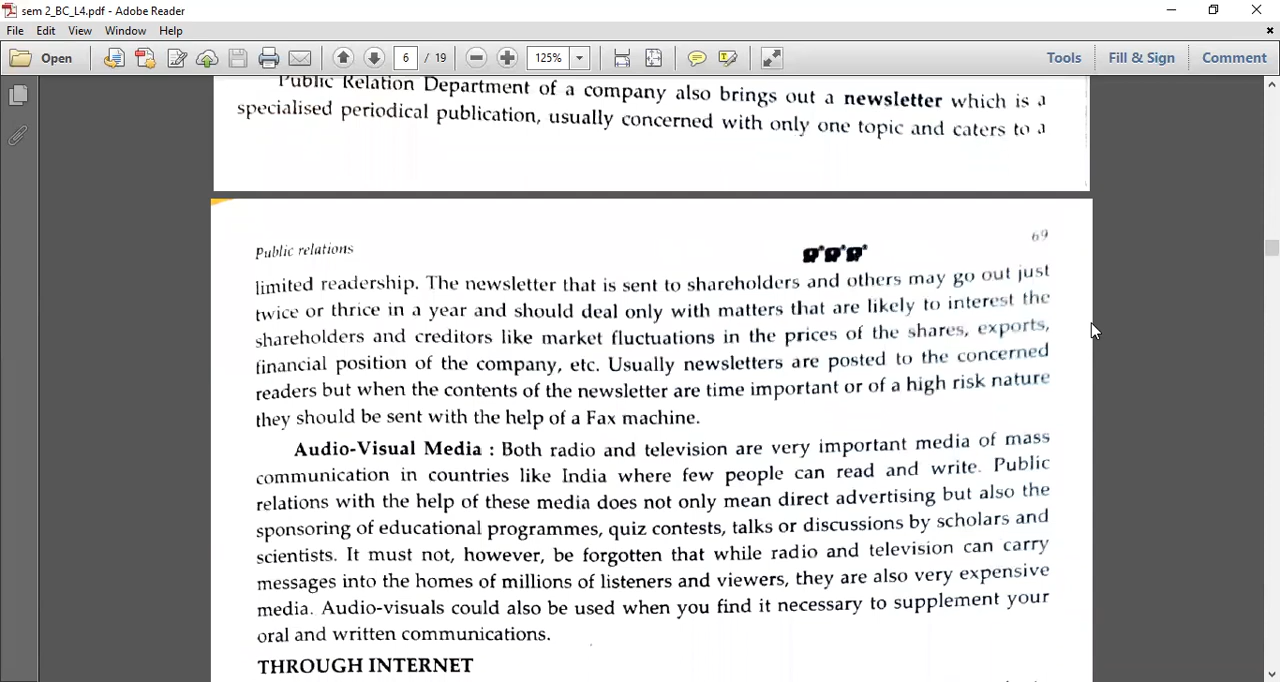 sem 2_BC_L4.pdf - Adobe Reader
File Edit View Window Help
Open 6 / 19 125% Tools Fill & Sign Comment
Public Relation Department of a company also brings out a newsletter which is a
specialised periodical publication, usually concerned with only one topic and caters to a
Public relations 69
limited readership. The newsletter that is sent to shareholders and others may go out just
twice or thrice in a year and should deal only with matters that are likely to interest the
shareholders and creditors like market fluctuations in the prices of the shares, exports,
financial position of the company, etc. Usually newsletters are posted to the concerned
readers but when the contents of the newsletter are time important or of a high risk nature
they should be sent with the help of a Fax machine.
Audio-Visual Media : Both radio and television are very important media of mass
communication in countries like India where few people can read and write. Public
relations with the help of these media does not only mean direct advertising but also the
sponsoring of educational programmes, quiz contests, talks or discussions by scholars and
scientists. It must not, however, be forgotten that while radio and television can carry
messages into the homes of millions of listeners and viewers, they are also very expensive
media. Audio-visuals could also be used when you find it necessary to supplement your
oral and written communications.
THROUGH INTERNET